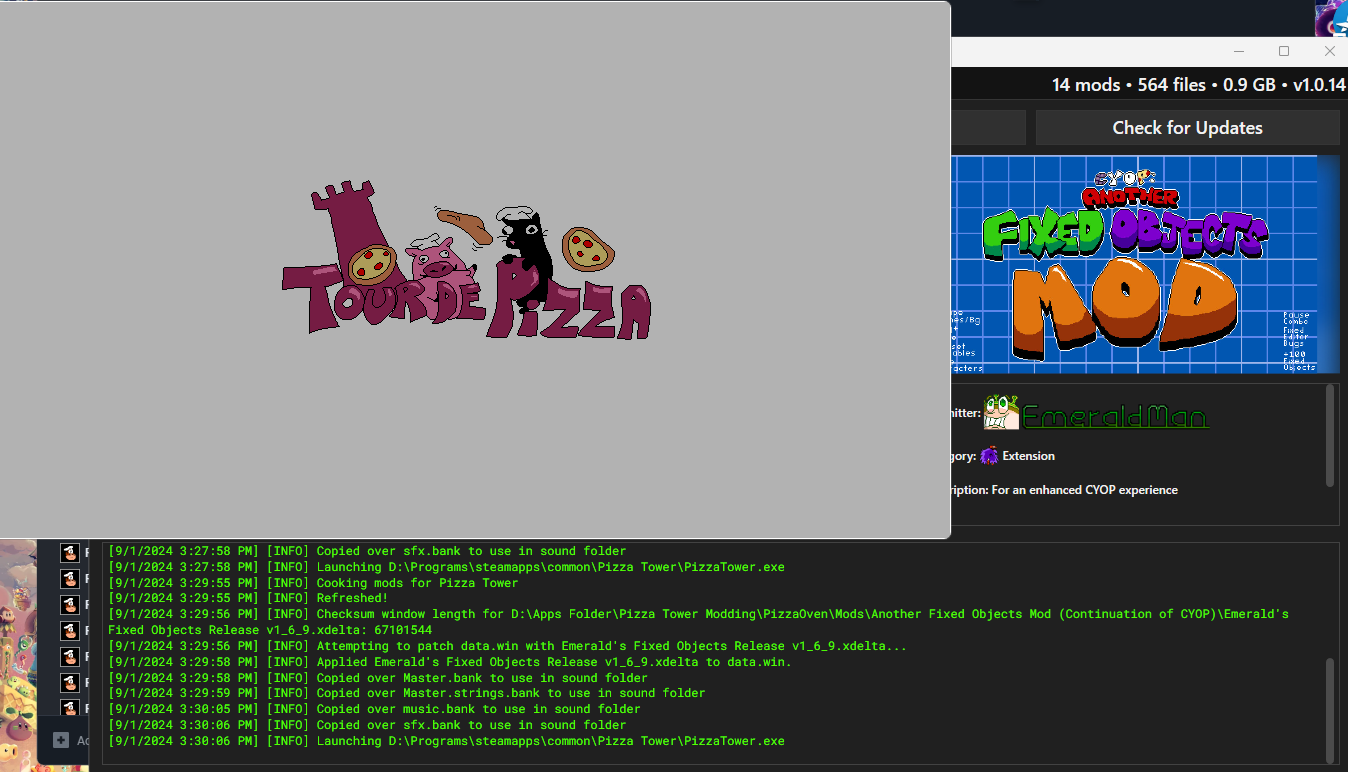 14 mods • 564 files • 0.9 GB • v1.0.14
Check for Updates
TOUR DE PIZZA
CYOP:
ANOTHER
FIXED OBJECTS
MOD
Pause
Combo
Fixed
Editor
Bugs
+100
Fixed
Objects
EmeraldMan
Extension
For an enhanced CYOP experience
[9/1/2024 3:27:58 PM] [INFO] Copied over sfx.bank to use in sound folder
[9/1/2024 3:27:58 PM] [INFO] Launching D:\Programs\steamapps\common\Pizza Tower\PizzaTower.exe
[9/1/2024 3:29:55 PM] [INFO] Cooking mods for Pizza Tower
[9/1/2024 3:29:55 PM] [INFO] Refreshed!
[9/1/2024 3:29:56 PM] [INFO] Checksum window length for D:\Apps Folder\Pizza Tower Modding\PizzaOven\Mods\Another Fixed Objects Mod (Continuation of CYOP)\Emerald's
Fixed Objects Release v1_6_9.xdelta: 67101544
[9/1/2024 3:29:56 PM] [INFO] Attempting to patch data.win with Emerald's Fixed Objects Release v1_6_9.xdelta...
[9/1/2024 3:29:58 PM] [INFO] Applied Emerald's Fixed Objects Release v1_6_9.xdelta to data.win.
[9/1/2024 3:29:58 PM] [INFO] Copied over Master.bank to use in sound folder
[9/1/2024 3:29:59 PM] [INFO] Copied over Master.strings.bank to use in sound folder
[9/1/2024 3:30:05 PM] [INFO] Copied over music.bank to use in sound folder
[9/1/2024 3:30:06 PM] [INFO] Copied over sfx.bank to use in sound folder
[9/1/2024 3:30:06 PM] [INFO] Launching D:\Programs\steamapps\common\Pizza Tower\PizzaTower.exe